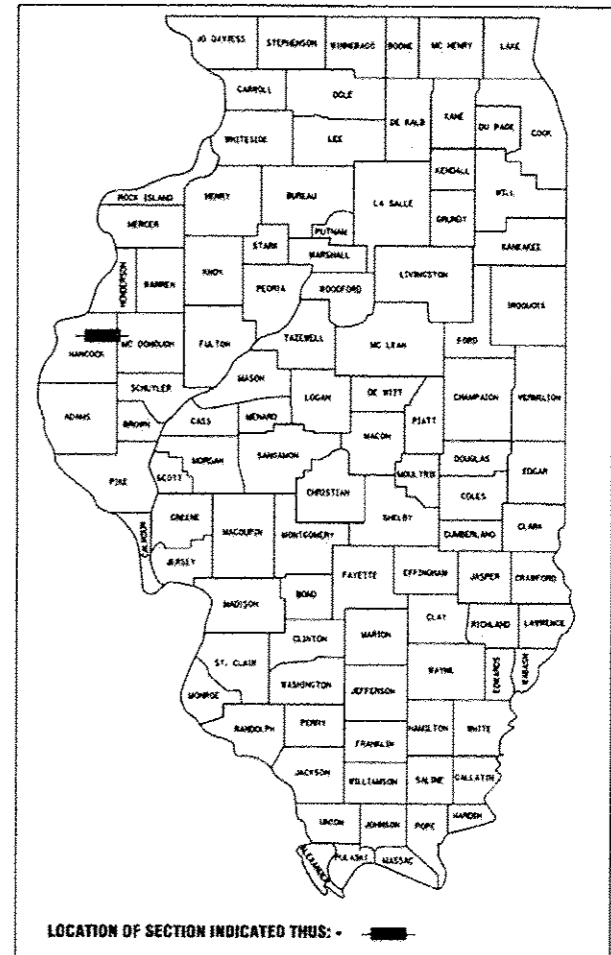 JO DAVIESS STEPHENSON WINNEBAGO BOONE MC HENRY LAKE
CARROLL OGLE DE KALB KANE DU PAGE COOK
WHITESIDE LEE KENDALL WILL
ROCK ISLAND HENRY BUREAU LA SALLE GRUNDY
MERCER STARK PUTNAM KANKAKEE
MARSHALL
HENDERSON WARREN KNOX PEORIA WOODFORD LIVINGSTON IROQUOIS
HANCOCK MC DONOUGH FULTON TAZEWELL MC LEAN FORD
MASON
SCHUYLER LOGAN DE WITT CHAMPAIGN VERMILION
ADAMS BROWN CASS MENARD MACON PIATT
MORGAN SANGAMON DOUGLAS EDGAR
PIKE SCOTT CHRISTIAN MOULTRIE COLES
GREENE SHELBY CLARK
CALHOUN MACOUPIN MONTGOMERY CUMBERLAND
JERSEY FAYETTE EFFINGHAM JASPER CRAWFORD
MADISON BOND
CLAY RICHLAND LAWRENCE
CLINTON MARION
ST. CLAIR WAYNE EDWARDS WABASH
WASHINGTON JEFFERSON
MONROE
RANDOLPH PERRY HAMILTON WHITE
FRANKLIN
JACKSON WILLIAMSON SALINE GALLATIN
UNION JOHNSON POPE HARDIN
ALEXANDER PULASKI MASSAC
LOCATION OF SECTION INDICATED THUS: -